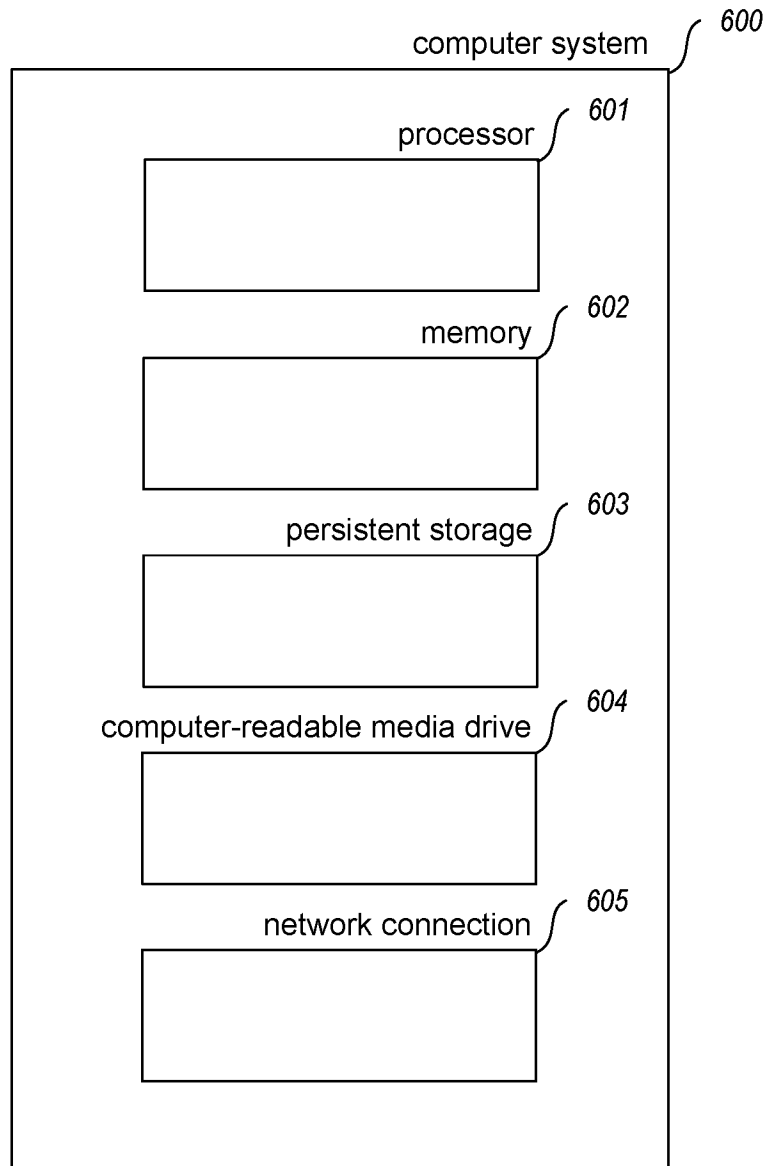 600
computer system
601
processor
602
memory
603
persistent storage
604
computer-readable media drive
605
network connection